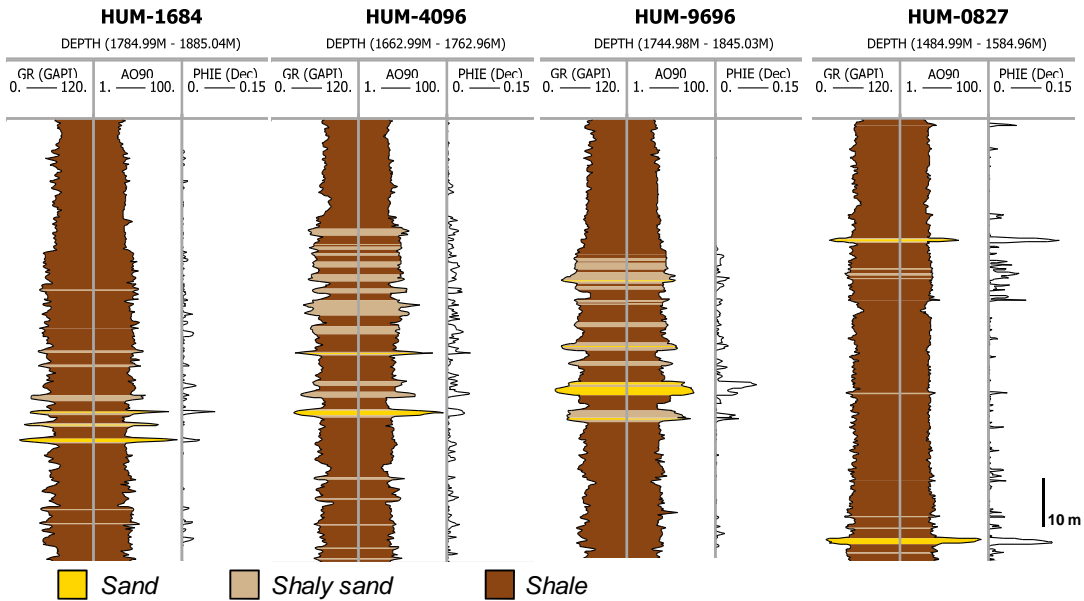 HUM-1684 HUM-4096 HUM-9696 HUM-0827
DEPTH (1784.99M - 1885.04M) DEPTH (1662.99M - 1762.96M) DEPTH (1744.98M - 1845.03M) DEPTH (1484.99M - 1584.96M)
GR (GAPI) AO90 PHIE (Dec) GR (GAPI) AO90 PHIE (Dec) GR (GAPI) AO90 PHIE (Dec) GR (GAPI) AO90 PHIE (Dec)
0. 120. 1. 100. 0. 0.15 0. 120. 1. 100. 0. 0.15 0. 120. 1. 100. 0. 0.15 0. 120. 1. 100. 0. 0.15
10 m
Sand Shaly sand Shale